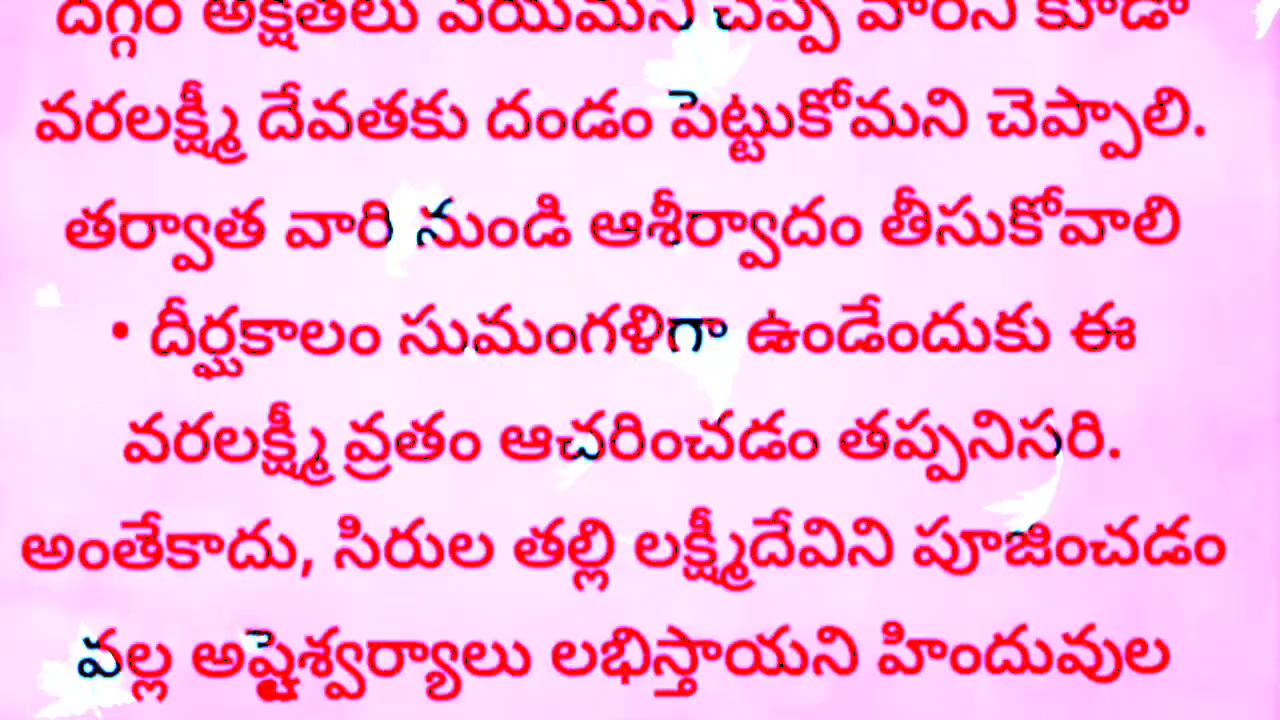 దగ్గర అక్షతలు వేయమని చెప్పి వారిని కూడా
వరలక్ష్మీ దేవతకు దండం పెట్టుకోమని చెప్పాలి.
తర్వాత వారి నుండి ఆశీర్వాదం తీసుకోవాలి
• దీర్ఘకాలం సుమంగళిగా ఉండేందుకు ఈ
వరలక్ష్మీ వ్రతం ఆచరించడం తప్పనిసరి.
అంతేకాదు, సిరుల తల్లి లక్ష్మీదేవిని పూజించడం
వల్ల అష్టైశ్వర్యాలు లభిస్తాయని హిందువుల